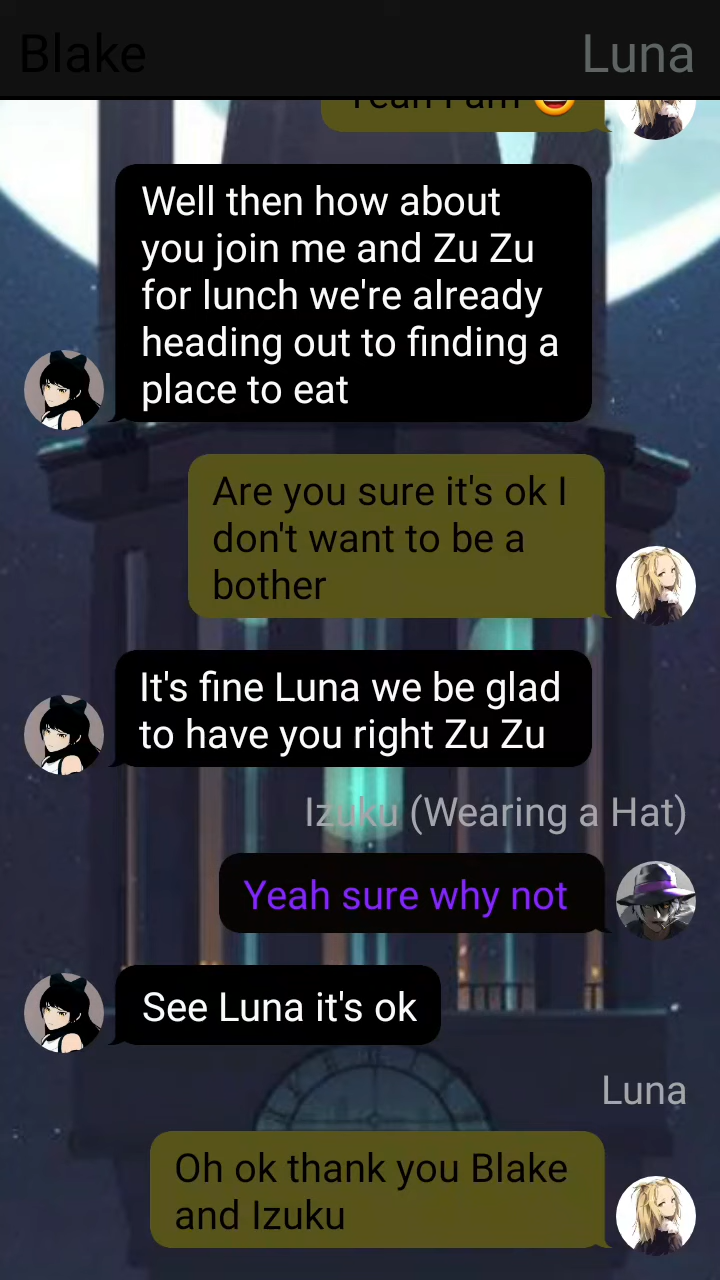 Blake
Luna
Yeah I am
Well then how about
you join me and Zu Zu
for lunch we're already
heading out to finding a
place to eat
Are you sure it's ok I
don't want to be a
bother
It's fine Luna we be glad
to have you right Zu Zu
Izuku (Wearing a Hat)
Yeah sure why not
See Luna it's ok
Luna
Oh ok thank you Blake
and Izuku